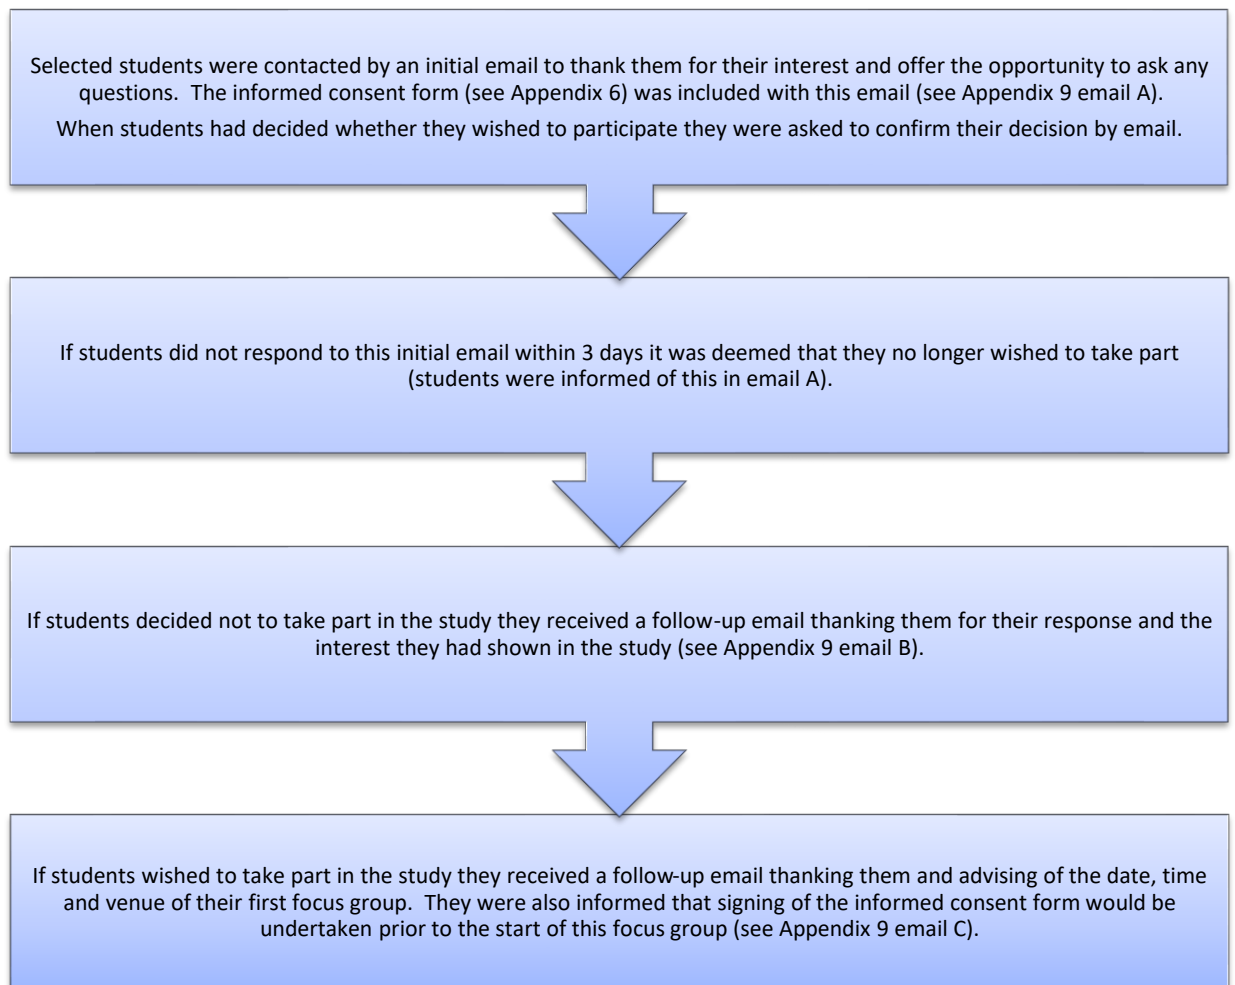 Selected students were contacted by an initial email to thank them for their interest and offer the opportunity to ask any
questions.  The informed consent form (see Appendix 6) was included with this email (see Appendix 9 email A).
When students had decided whether they wished to participate they were asked to confirm their decision by email.
If students did not respond to this initial email within 3 days it was deemed that they no longer wished to take part
(students were informed of this in email A).
If students decided not to take part in the study they received a follow-up email thanking them for their response and the
interest they had shown in the study (see Appendix 9 email B).
If students wished to take part in the study they received a follow-up email thanking them and advising of the date, time
and venue of their first focus group.  They were also informed that signing of the informed consent form would be
undertaken prior to the start of this focus group (see Appendix 9 email C).